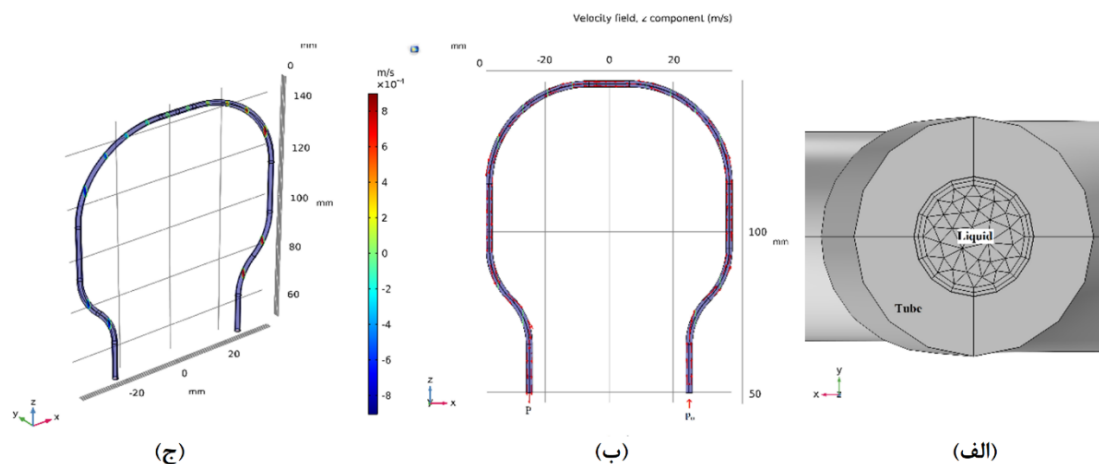 Velocity field, z component (m/s)
mm
0
140
120
100
mm
80
60
20
0
mm
-20
z
y
x
m/s
×10⁻⁴
8
6
4
2
0
-2
-4
-6
-8
mm
0
-20
0
20
100
mm
50
P
Pₒ
z
Y
x
Liquid
Tube
y
x
z
(ج)
(ب)
(الف)